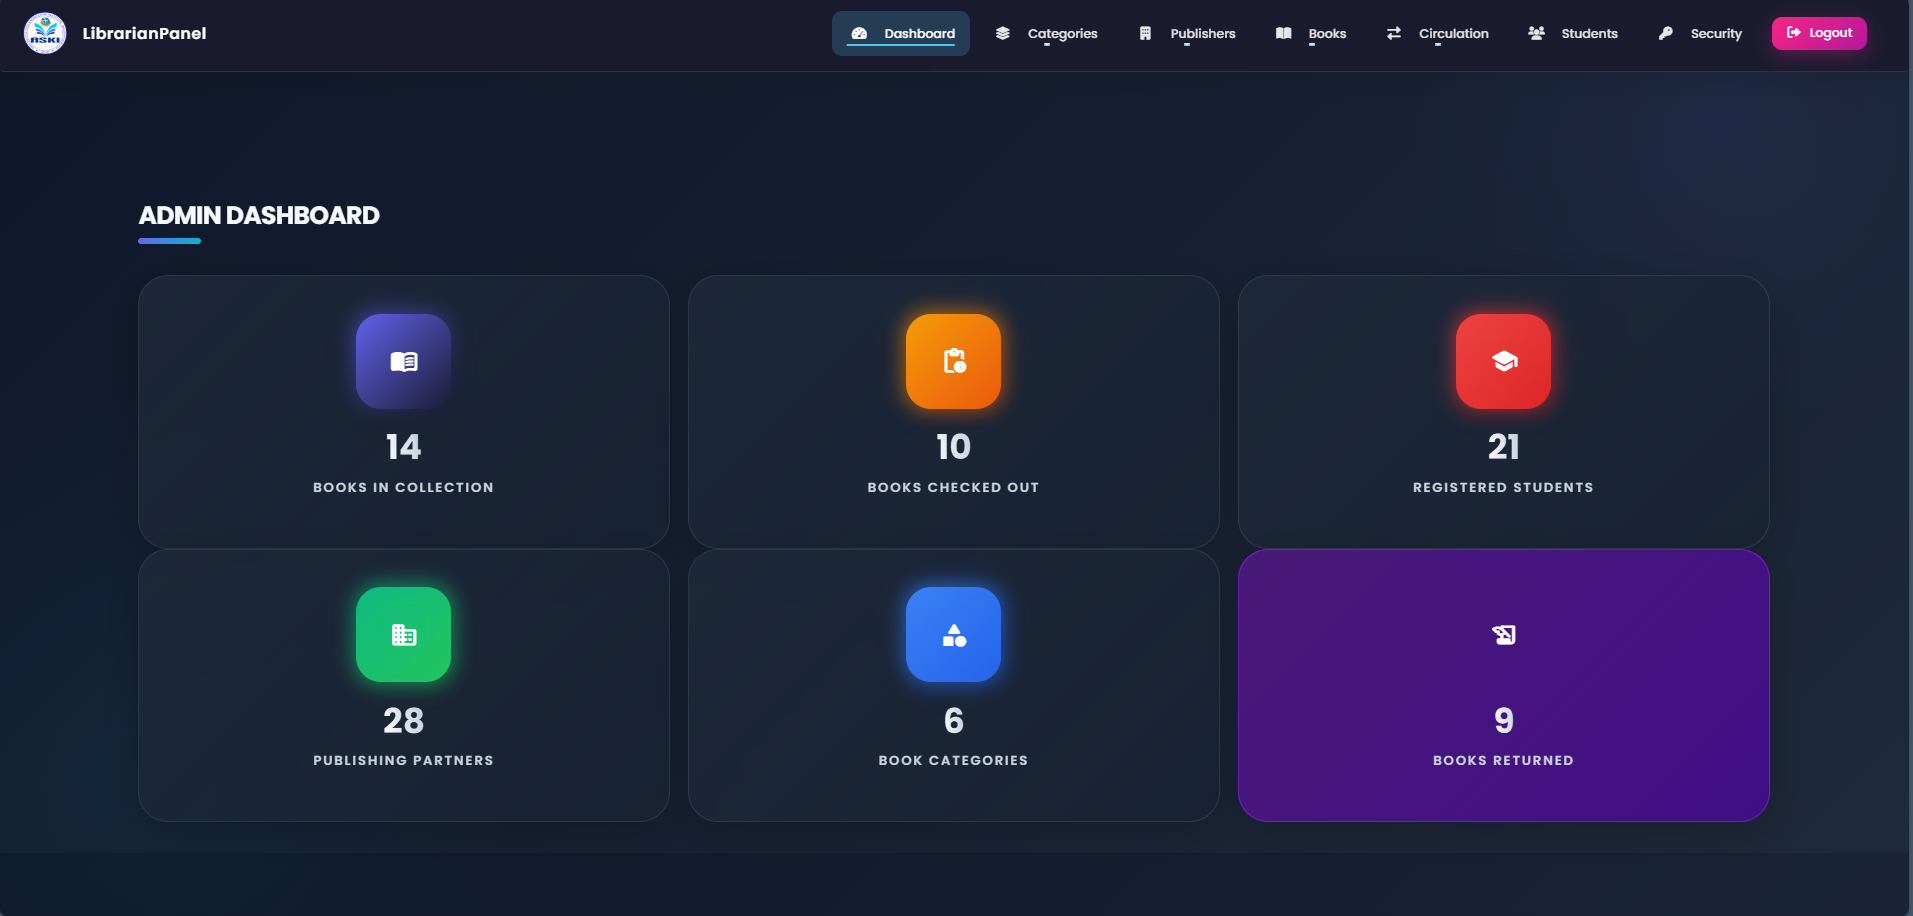 ASKI
LibrarianPanel
Dashboard
Categories
Publishers
Books
Circulation
Students
Security
Logout
ADMIN DASHBOARD
14
BOOKS IN COLLECTION
10
BOOKS CHECKED OUT
21
REGISTERED STUDENTS
28
PUBLISHING PARTNERS
6
BOOK CATEGORIES
9
BOOKS RETURNED